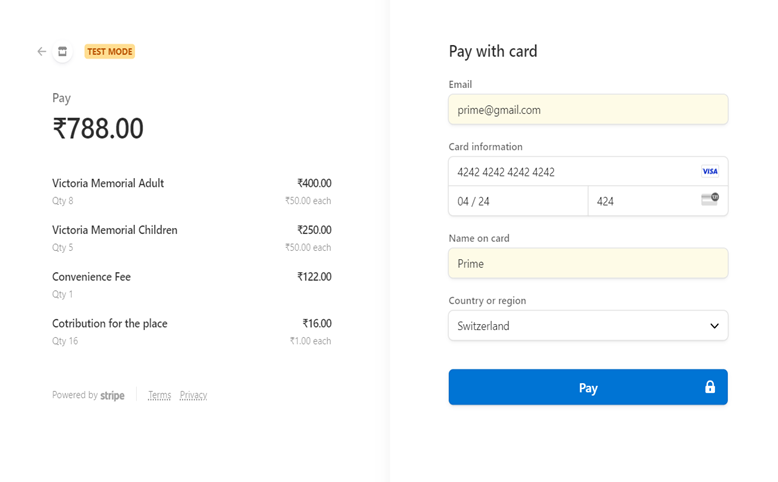 TEST MODE
Pay
₹788.00
Victoria Memorial Adult ₹400.00
Qty 8 ₹50.00 each
Victoria Memorial Children ₹250.00
Qty 5 ₹50.00 each
Convenience Fee ₹122.00
Qty 1
Cotribution for the place ₹16.00
Qty 16 ₹1.00 each
Powered by stripe Terms Privacy
Pay with card
Email
prime@gmail.com
Card information
4242 4242 4242 4242 VISA
04 / 24 424
Name on card
Prime
Country or region
Switzerland
Pay